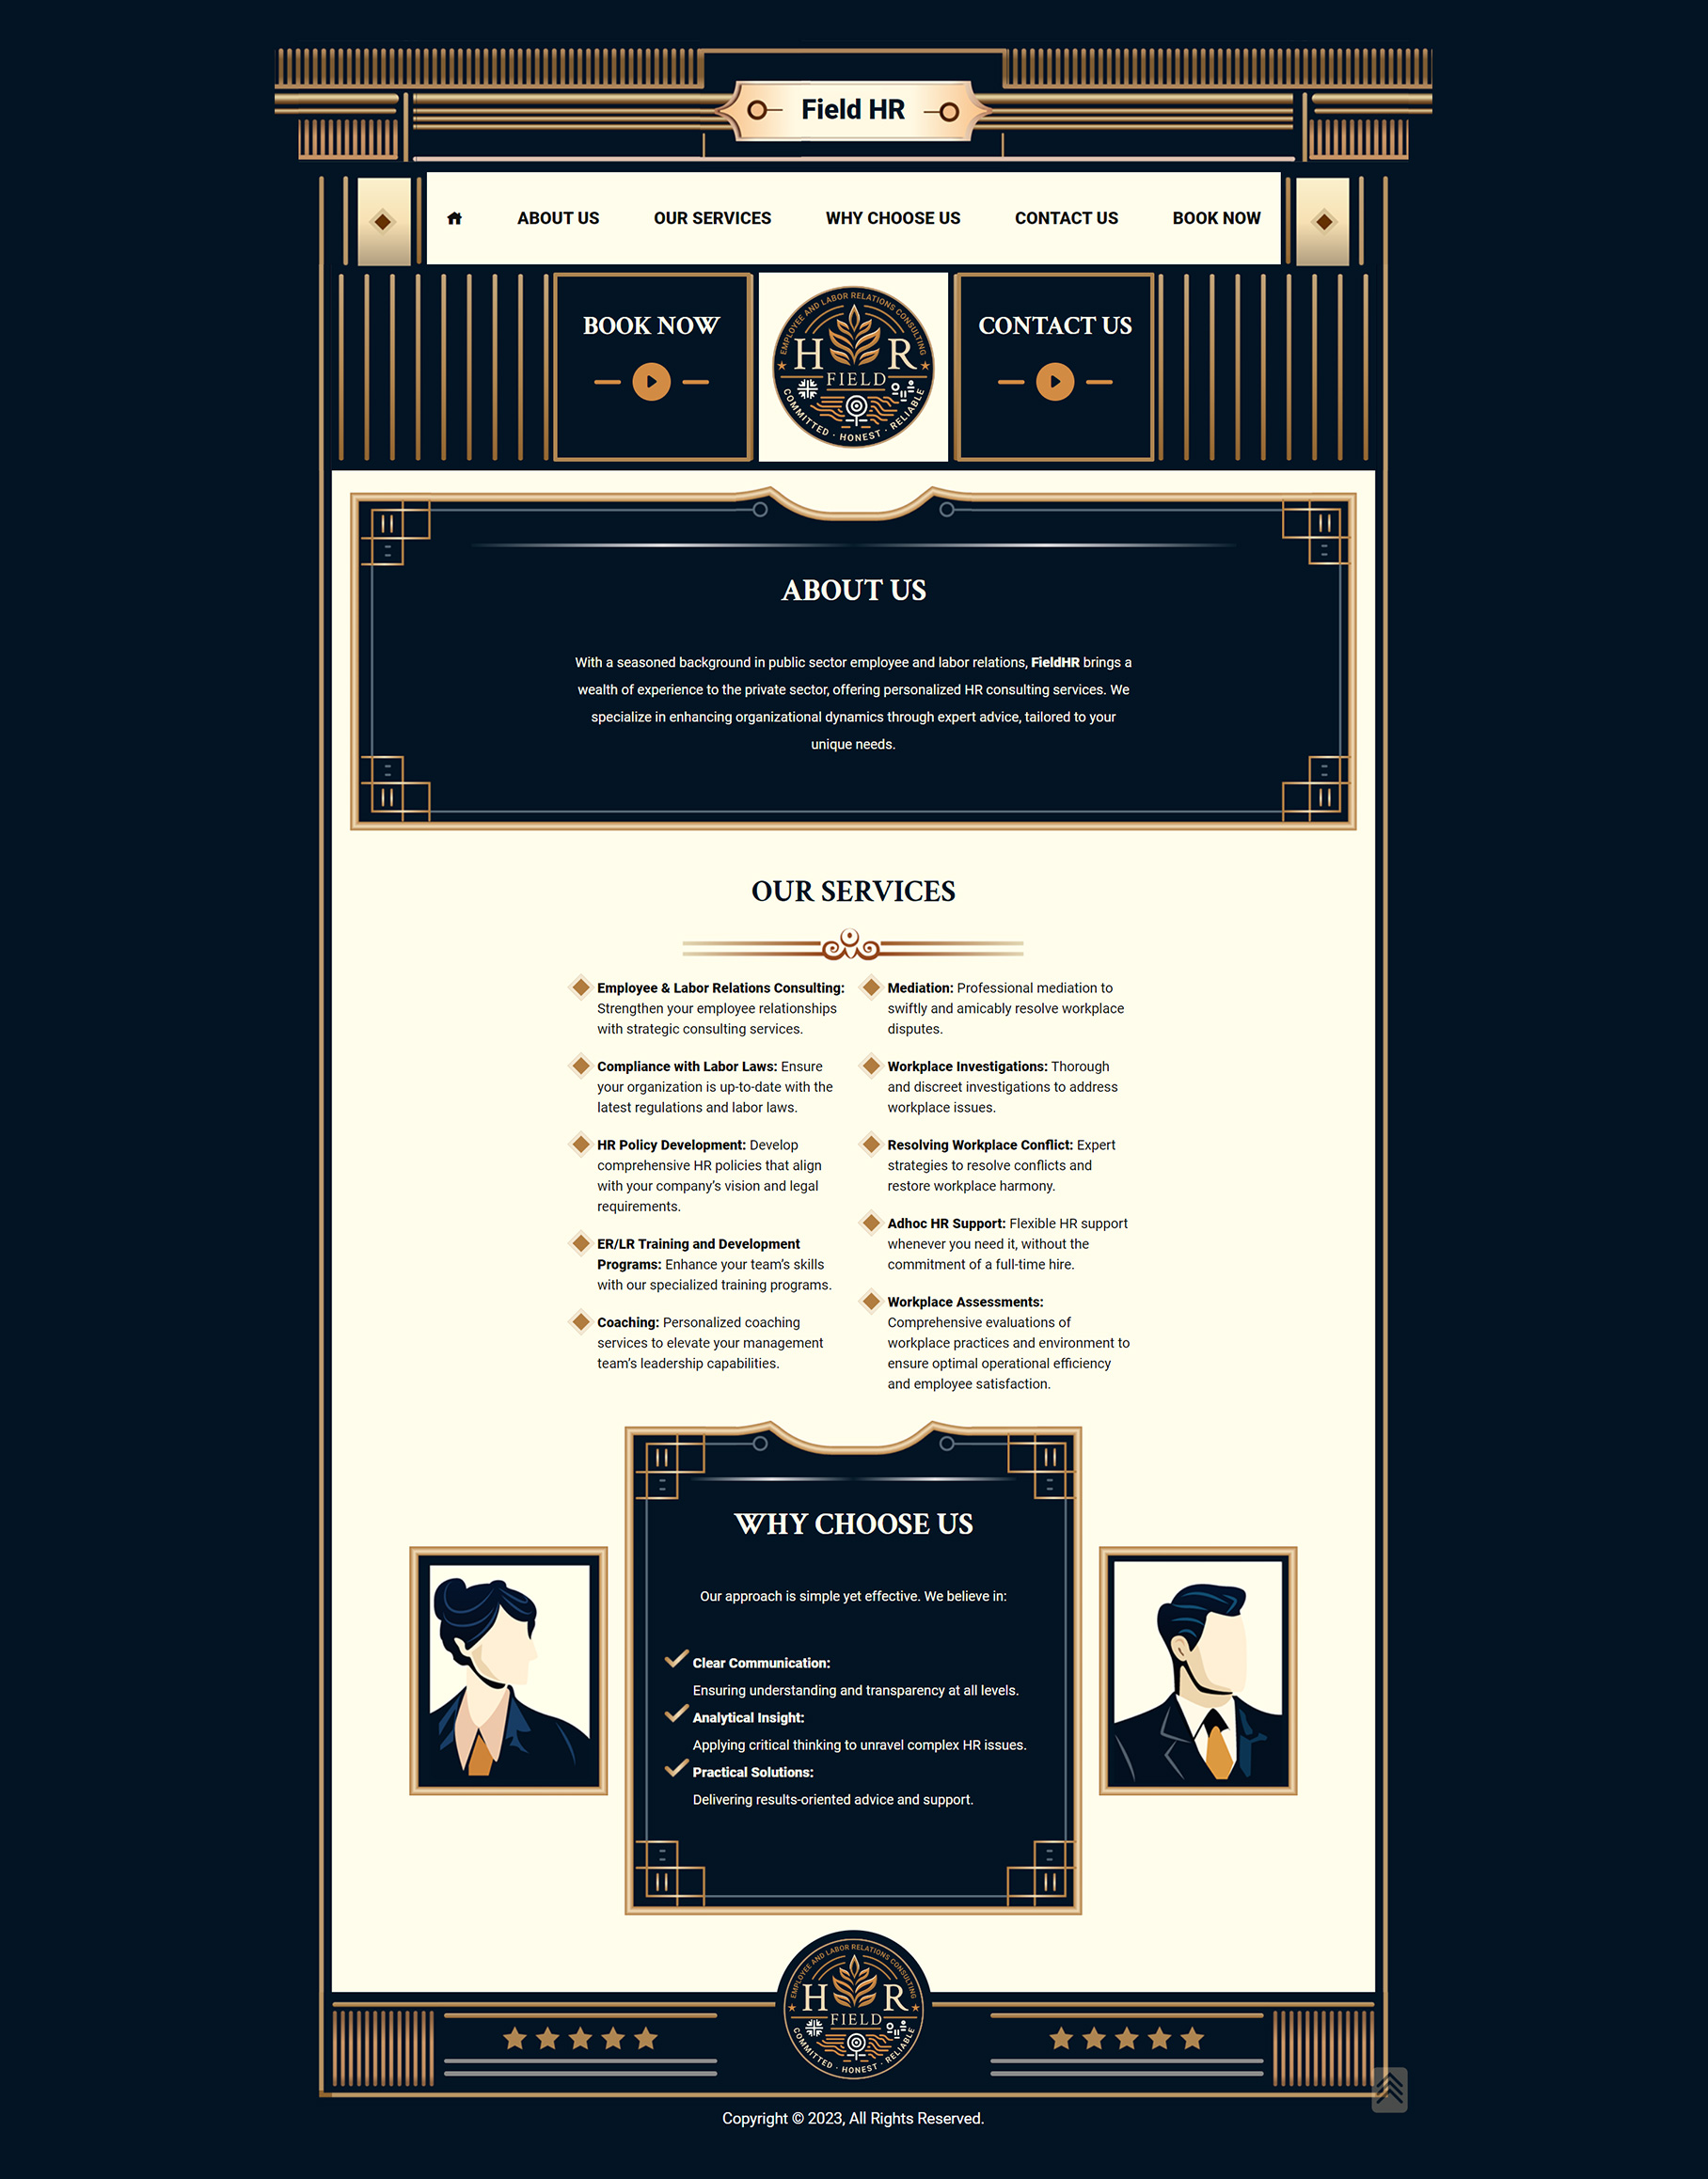 Field HR
ABOUT US
OUR SERVICES
WHY CHOOSE US
CONTACT US
BOOK NOW
BOOK NOW
EMPLOYEE AND LABOR RELATIONS CONSULTING
H R
FIELD
COMMITTED · HONEST · RELIABLE
CONTACT US
ABOUT US
With a seasoned background in public sector employee and labor relations, FieldHR brings a
wealth of experience to the private sector, offering personalized HR consulting services. We
specialize in enhancing organizational dynamics through expert advice, tailored to your
unique needs.
OUR SERVICES
Employee & Labor Relations Consulting:
Strengthen your employee relationships
with strategic consulting services.
Compliance with Labor Laws: Ensure
your organization is up-to-date with the
latest regulations and labor laws.
HR Policy Development: Develop
comprehensive HR policies that align
with your company's vision and legal
requirements.
ER/LR Training and Development
Programs: Enhance your team's skills
with our specialized training programs.
Coaching: Personalized coaching
services to elevate your management
team's leadership capabilities.
Mediation: Professional mediation to
swiftly and amicably resolve workplace
disputes.
Workplace Investigations: Thorough
and discreet investigations to address
workplace issues.
Resolving Workplace Conflict: Expert
strategies to resolve conflicts and
restore workplace harmony.
Adhoc HR Support: Flexible HR support
whenever you need it, without the
commitment of a full-time hire.
Workplace Assessments:
Comprehensive evaluations of
workplace practices and environment to
ensure optimal operational efficiency
and employee satisfaction.
WHY CHOOSE US
Our approach is simple yet effective. We believe in:
Clear Communication:
Ensuring understanding and transparency at all levels.
Analytical Insight:
Applying critical thinking to unravel complex HR issues.
Practical Solutions:
Delivering results-oriented advice and support.
EMPLOYEE AND LABOR RELATIONS CONSULTING
H R
FIELD
COMMITTED · HONEST · RELIABLE
Copyright © 2023, All Rights Reserved.